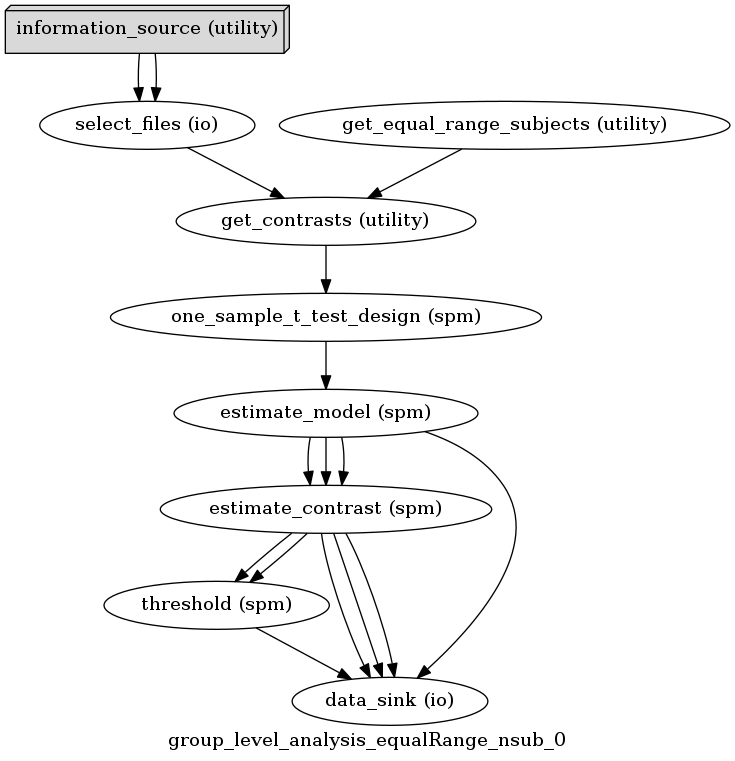 information_source (utility)
select_files (io)
get_equal_range_subjects (utility)
get_contrasts (utility)
one_sample_t_test_design (spm)
estimate_model (spm)
estimate_contrast (spm)
threshold (spm)
data_sink (io)
group_level_analysis_equalRange_nsub_0